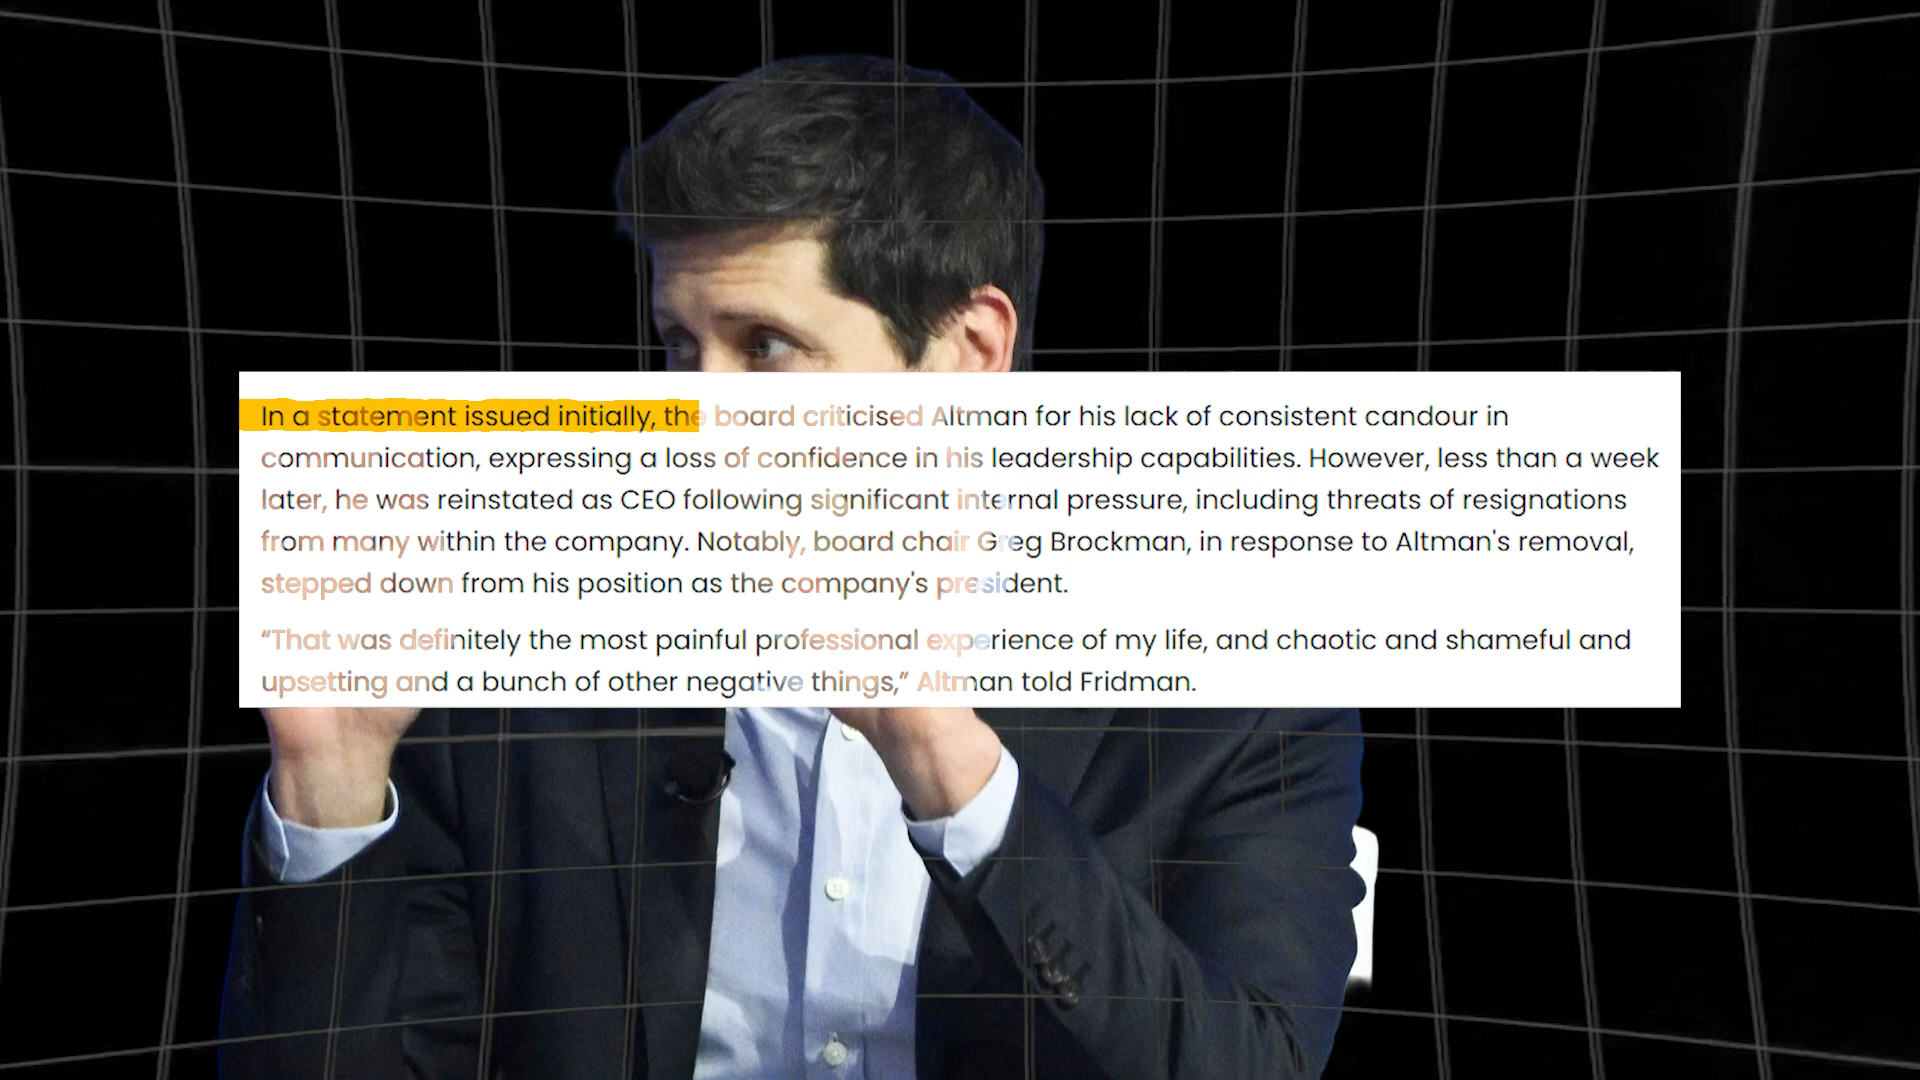 In a statement issued initially, the board criticised Altman for his lack of consistent candour in
communication, expressing a loss of confidence in his leadership capabilities. However, less than a week
later, he was reinstated as CEO following significant internal pressure, including threats of resignations
from many within the company. Notably, board chair Greg Brockman, in response to Altman's removal,
stepped down from his position as the company's president.
“That was definitely the most painful professional experience of my life, and chaotic and shameful and
upsetting and a bunch of other negative things,” Altman told Fridman.